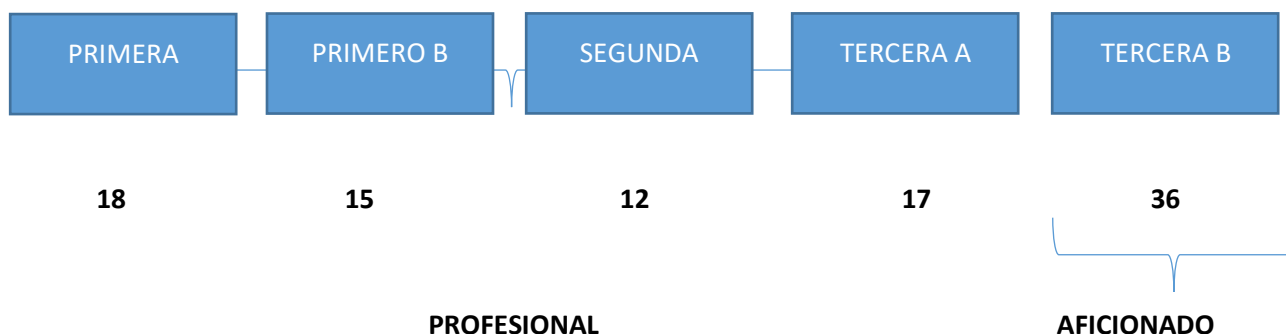 PRIMERA PRIMERO B SEGUNDA TERCERA A TERCERA B
18 15 12 17 36
PROFESIONAL AFICIONADO